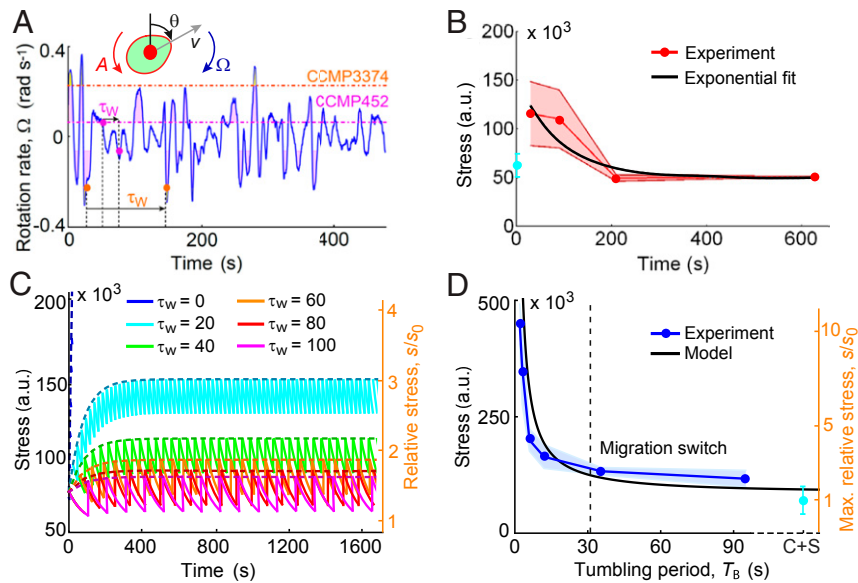 A
θ
v
A
Ω
Rotation rate, Ω (rad s⁻¹)
0.4
0
-0.4
CCMP3374
CCMP452
τw
τw
0
200
400
Time (s)
B
x 10³
Stress (a.u.)
200
150
100
50
0
Experiment
Exponential fit
0
200
400
600
Time (s)
C
x 10³
Stress (a.u.)
200
150
100
50
τw = 0
τw = 20
τw = 40
τw = 60
τw = 80
τw = 100
Relative stress, s/s₀
4
3
2
1
0
400
800
1200
1600
Time (s)
D
x 10³
Stress (a.u.)
500
250
0
Experiment
Model
Migration switch
Max. relative stress, s/s₀
10
5
1
0
30
60
90
C+S
Tumbling period, T_B (s)